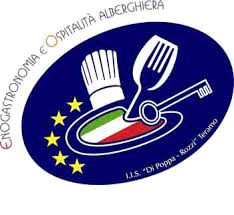 ENOGASTRONOMIA E OSPITALITÀ ALBERGHIERA
I.I.S. "Di Poppa - Rozzi" Teramo